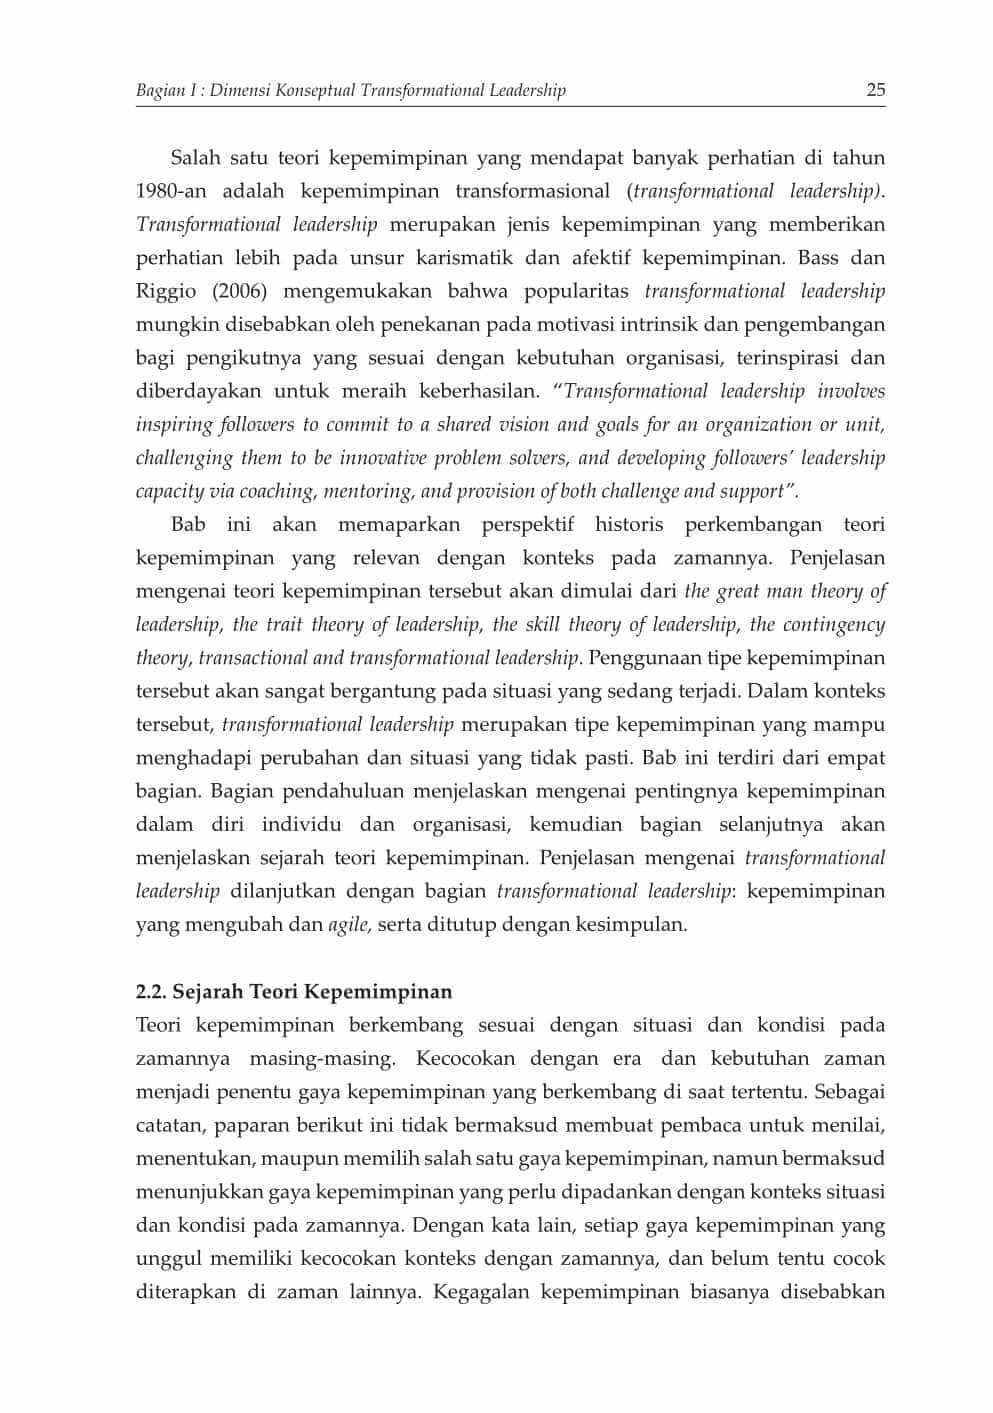 Bagian I : Dimensi Konseptual Transformational Leadership 25
Salah satu teori kepemimpinan yang mendapat banyak perhatian di tahun
1980-an adalah kepemimpinan transformasional (transformational leadership).
Transformational leadership merupakan jenis kepemimpinan yang memberikan
perhatian lebih pada unsur karismatik dan afektif kepemimpinan. Bass dan
Riggio (2006) mengemukakan bahwa popularitas transformational leadership
mungkin disebabkan oleh penekanan pada motivasi intrinsik dan pengembangan
bagi pengikutnya yang sesuai dengan kebutuhan organisasi, terinspirasi dan
diberdayakan untuk meraih keberhasilan. “Transformational leadership involves
inspiring followers to commit to a shared vision and goals for an organization or unit,
challenging them to be innovative problem solvers, and developing followers’ leadership
capacity via coaching, mentoring, and provision of both challenge and support”.
Bab ini akan memaparkan perspektif historis perkembangan teori
kepemimpinan yang relevan dengan konteks pada zamannya. Penjelasan
mengenai teori kepemimpinan tersebut akan dimulai dari the great man theory of
leadership, the trait theory of leadership, the skill theory of leadership, the contingency
theory, transactional and transformational leadership. Penggunaan tipe kepemimpinan
tersebut akan sangat bergantung pada situasi yang sedang terjadi. Dalam konteks
tersebut, transformational leadership merupakan tipe kepemimpinan yang mampu
menghadapi perubahan dan situasi yang tidak pasti. Bab ini terdiri dari empat
bagian. Bagian pendahuluan menjelaskan mengenai pentingnya kepemimpinan
dalam diri individu dan organisasi, kemudian bagian selanjutnya akan
menjelaskan sejarah teori kepemimpinan. Penjelasan mengenai transformational
leadership dilanjutkan dengan bagian transformational leadership: kepemimpinan
yang mengubah dan agile, serta ditutup dengan kesimpulan.
2.2. Sejarah Teori Kepemimpinan
Teori kepemimpinan berkembang sesuai dengan situasi dan kondisi pada
zamannya masing-masing. Kecocokan dengan era dan kebutuhan zaman
menjadi penentu gaya kepemimpinan yang berkembang di saat tertentu. Sebagai
catatan, paparan berikut ini tidak bermaksud membuat pembaca untuk menilai,
menentukan, maupun memilih salah satu gaya kepemimpinan, namun bermaksud
menunjukkan gaya kepemimpinan yang perlu dipadankan dengan konteks situasi
dan kondisi pada zamannya. Dengan kata lain, setiap gaya kepemimpinan yang
unggul memiliki kecocokan konteks dengan zamannya, dan belum tentu cocok
diterapkan di zaman lainnya. Kegagalan kepemimpinan biasanya disebabkan